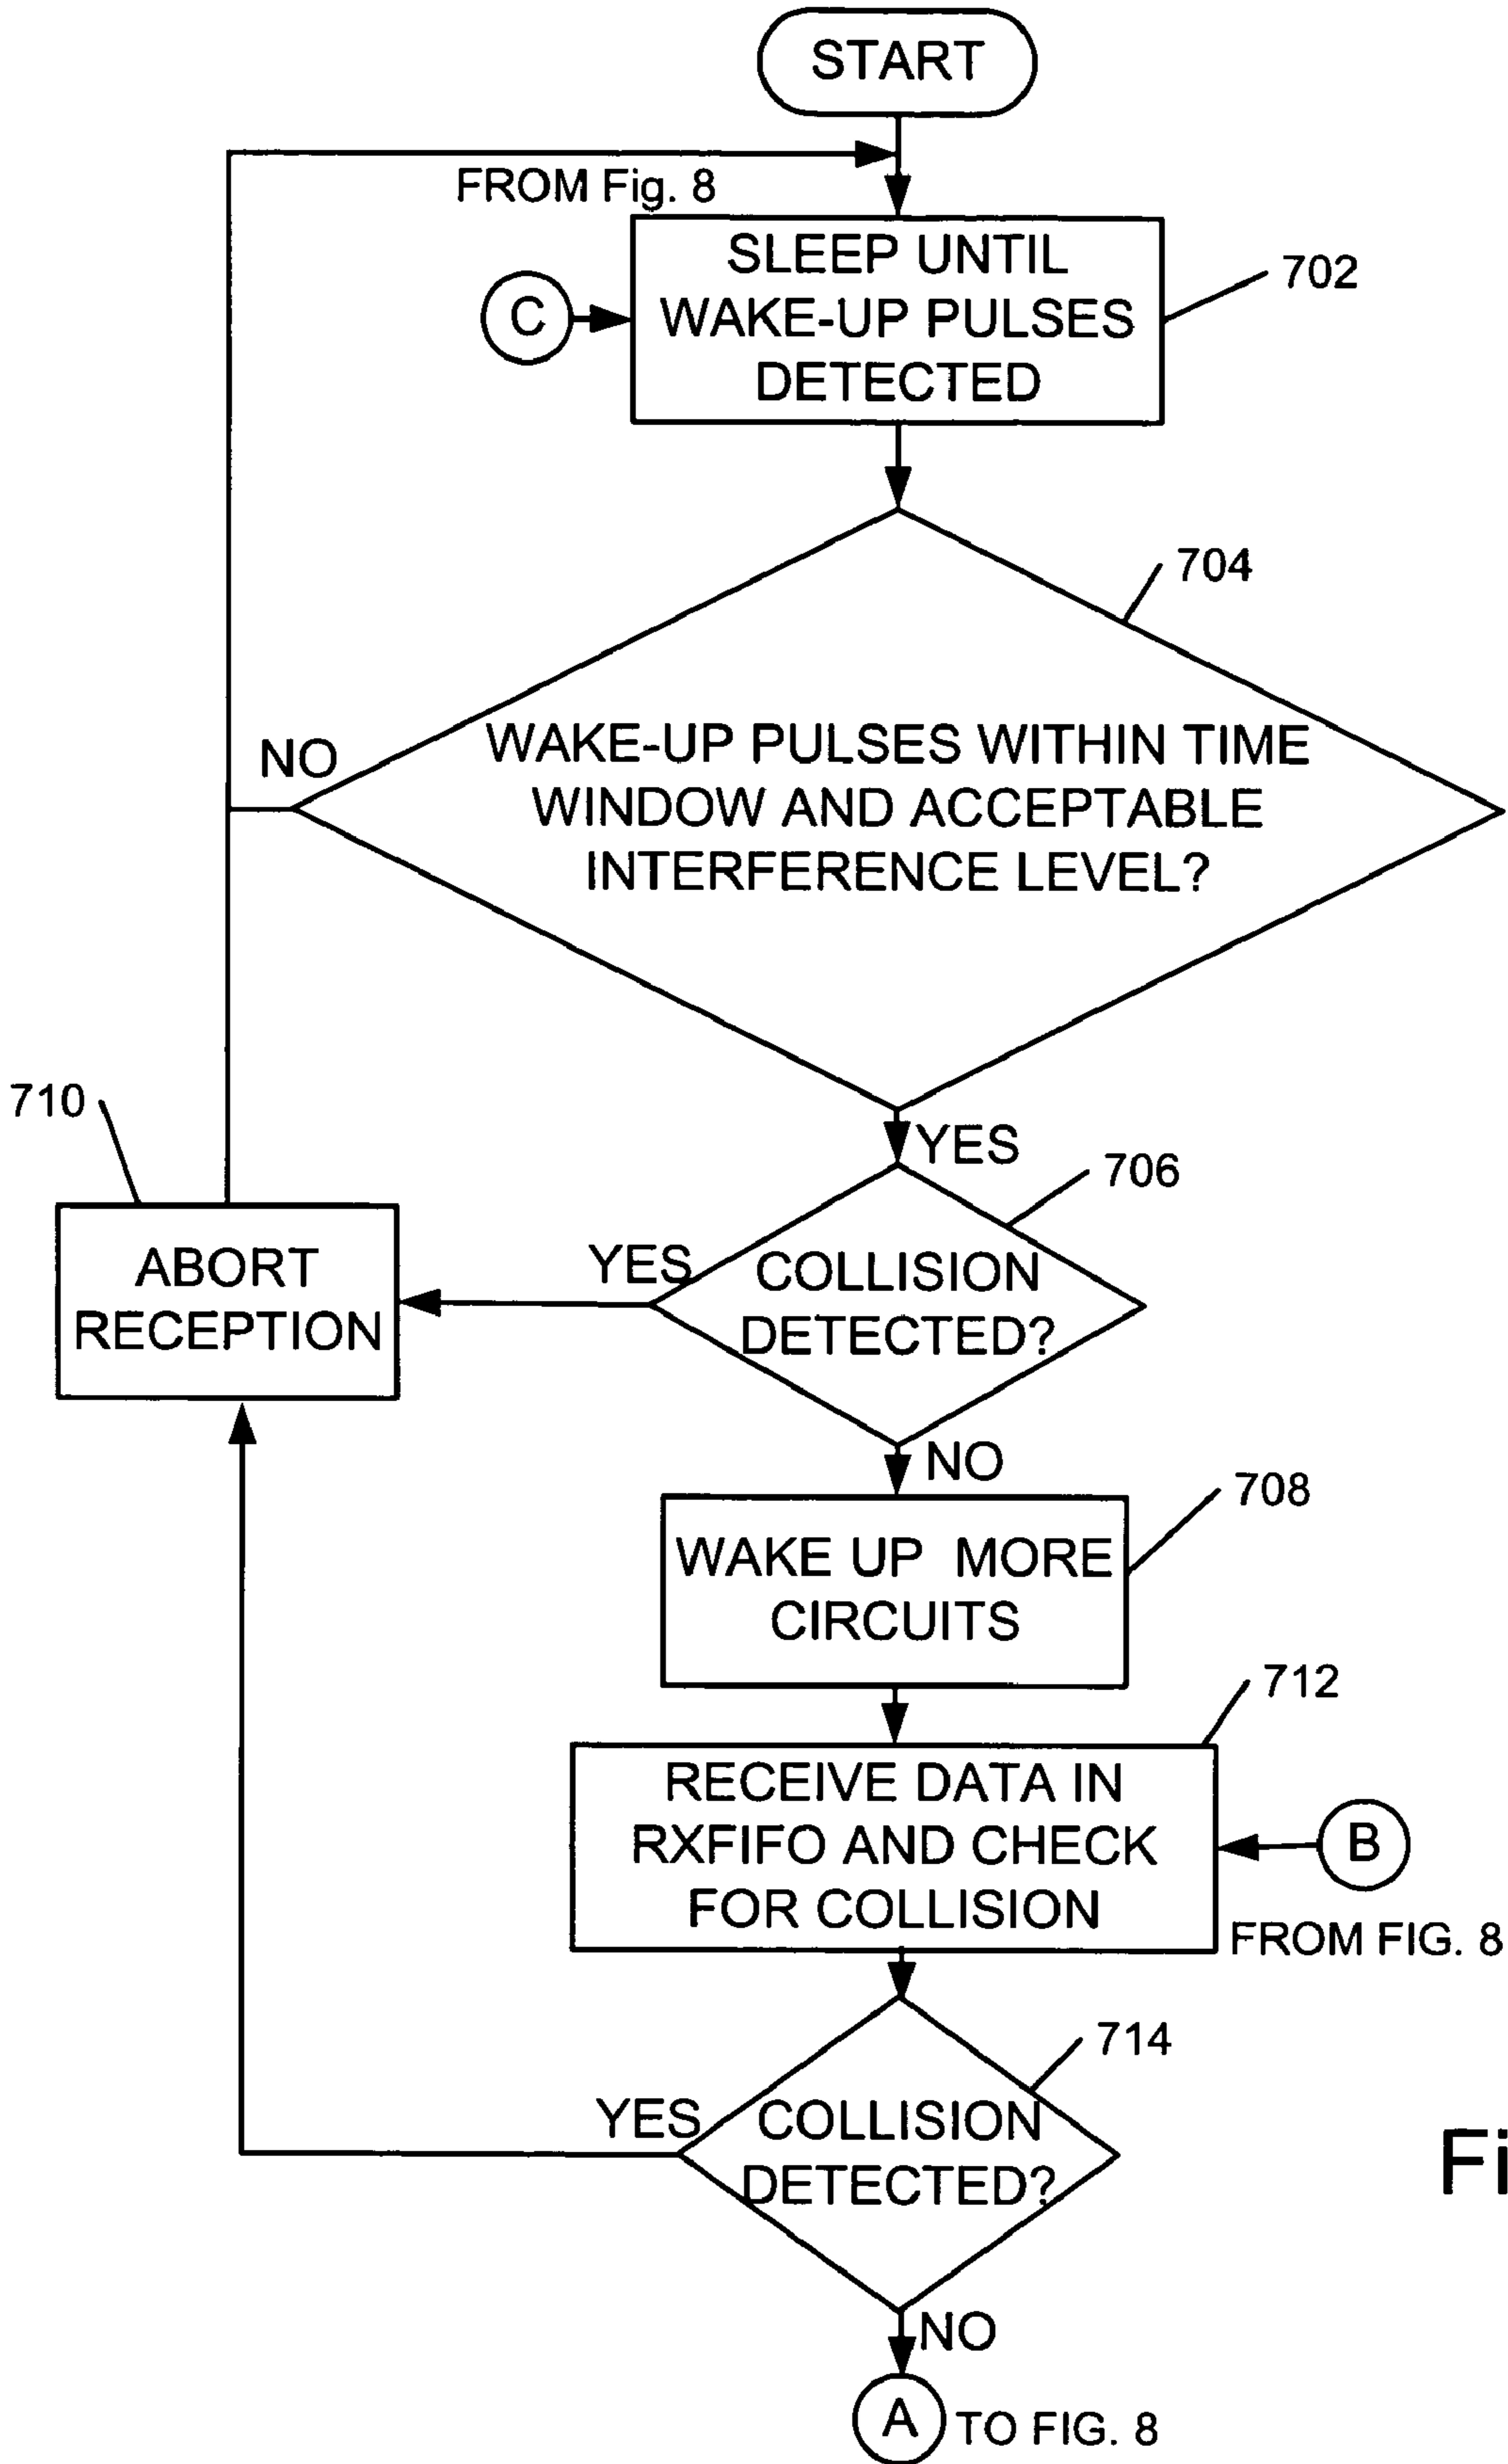 START
FROM Fig. 8
SLEEP UNTIL
WAKE-UP PULSES
DETECTED
702
C
704
NO
WAKE-UP PULSES WITHIN TIME
WINDOW AND ACCEPTABLE
INTERFERENCE LEVEL?
710
YES
706
ABORT
RECEPTION
YES
COLLISION
DETECTED?
NO
708
WAKE UP MORE
CIRCUITS
712
RECEIVE DATA IN
RXFIFO AND CHECK
FOR COLLISION
B
FROM FIG. 8
714
YES
COLLISION
DETECTED?
Fi
NO
A
TO FIG. 8